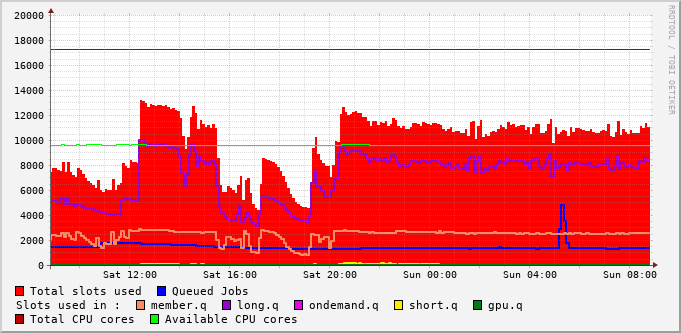 20000
18000
16000
14000
12000
10000
8000
6000
4000
2000
0
Sat 12:00 Sat 16:00 Sat 20:00 Sun 00:00 Sun 04:00 Sun 08:00
RRDTOOL / TOBI OETIKER
Total slots used Queued Jobs
Slots used in : member.q long.q ondemand.q short.q gpu.q
Total CPU cores Available CPU cores